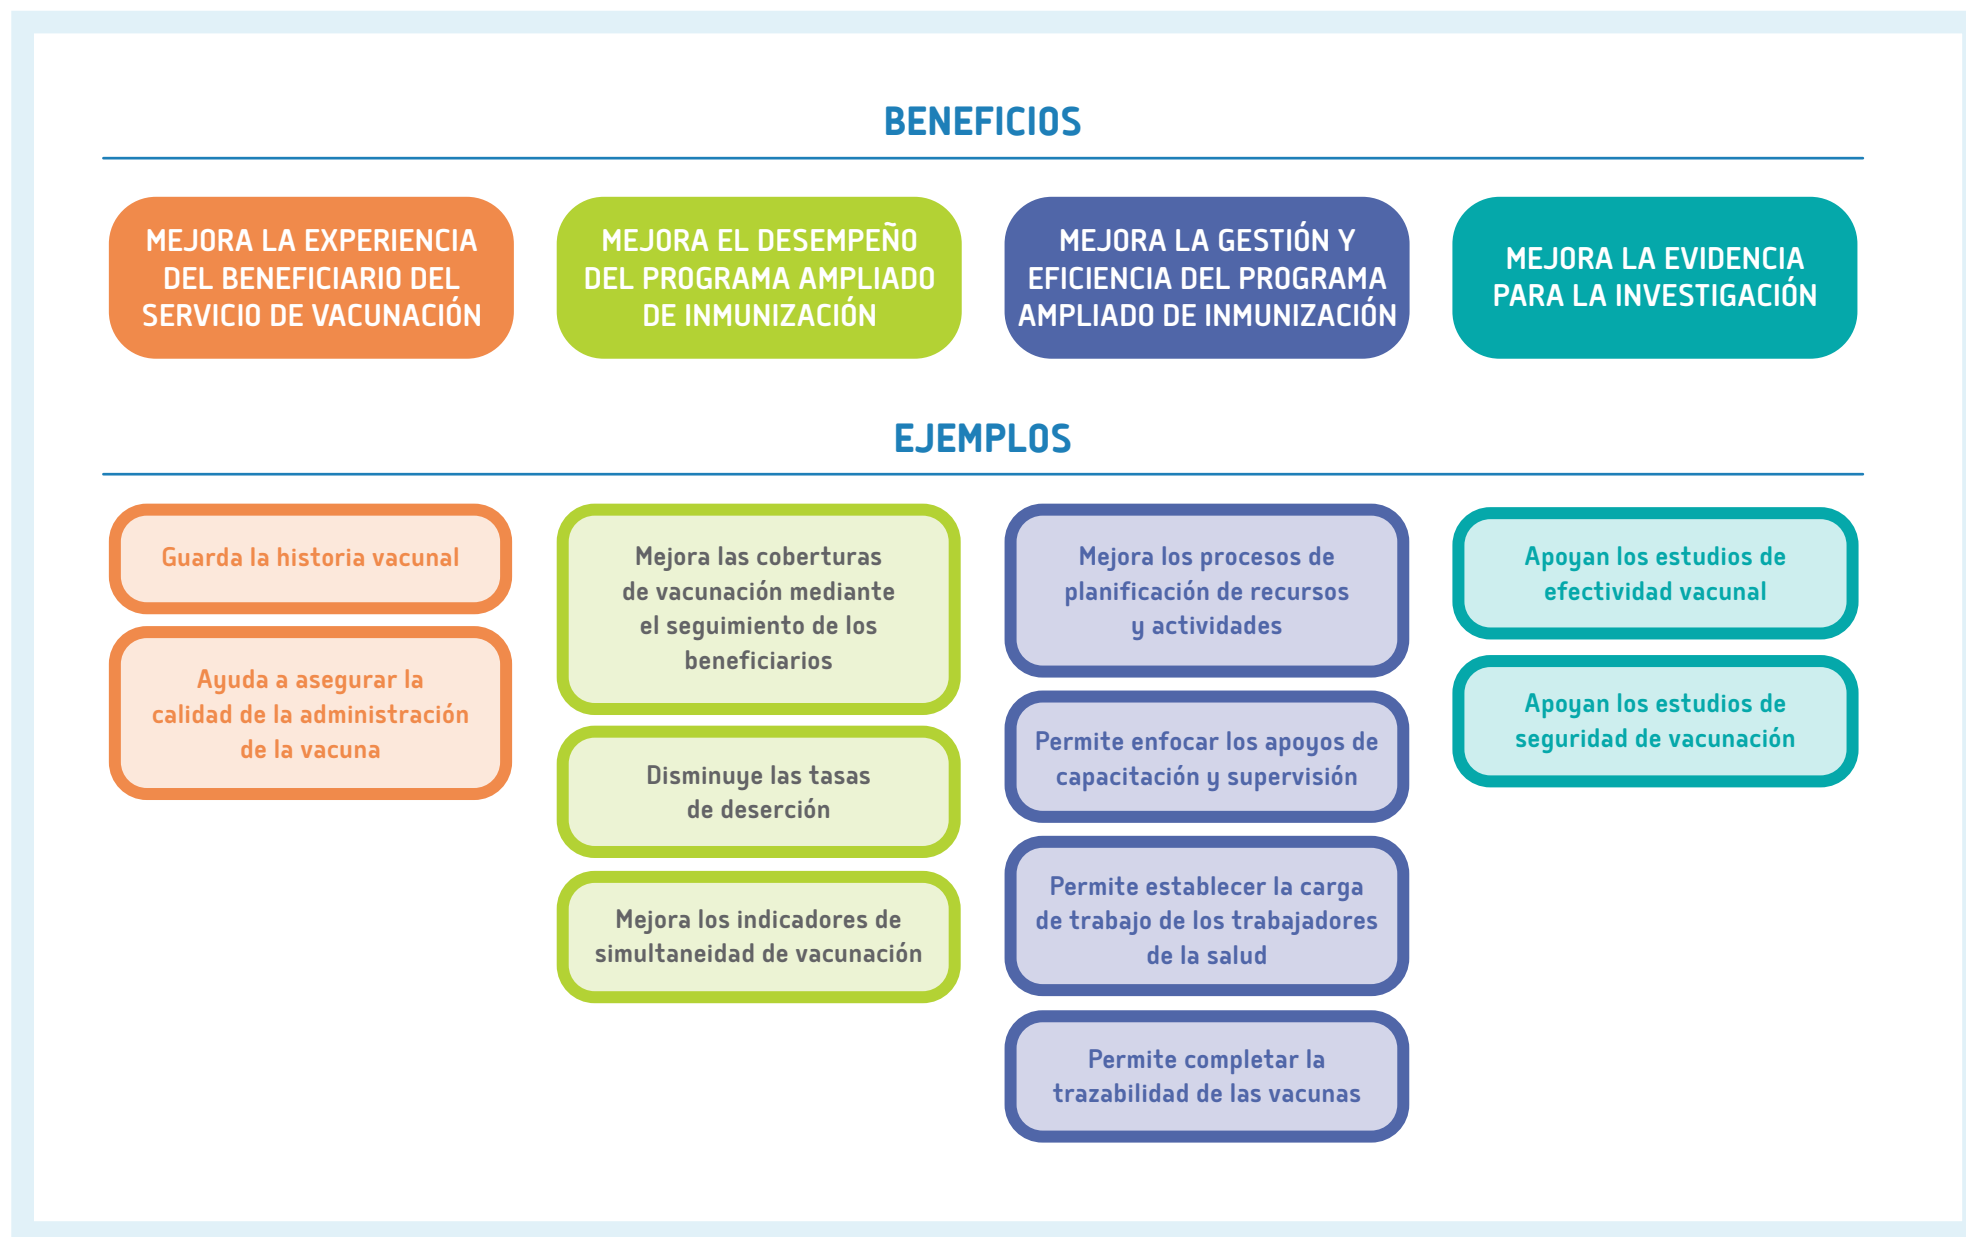 BENEFICIOS
MEJORA LA EXPERIENCIA
DEL BENEFICIARIO DEL
SERVICIO DE VACUNACIÓN
MEJORA EL DESEMPEÑO
DEL PROGRAMA AMPLIADO
DE INMUNIZACIÓN
MEJORA LA GESTIÓN Y
EFICIENCIA DEL PROGRAMA
AMPLIADO DE INMUNIZACIÓN
MEJORA LA EVIDENCIA
PARA LA INVESTIGACIÓN
EJEMPLOS
Guarda la historia vacunal
Ayuda a asegurar la
calidad de la administración
de la vacuna
Mejora las coberturas
de vacunación mediante
el seguimiento de los
beneficiarios
Disminuye las tasas
de deserción
Mejora los indicadores de
simultaneidad de vacunación
Mejora los procesos de
planificación de recursos
y actividades
Permite enfocar los apoyos de
capacitación y supervisión
Permite establecer la carga
de trabajo de los trabajadores
de la salud
Permite completar la
trazabilidad de las vacunas
Apoyan los estudios de
efectividad vacunal
Apoyan los estudios de
seguridad de vacunación